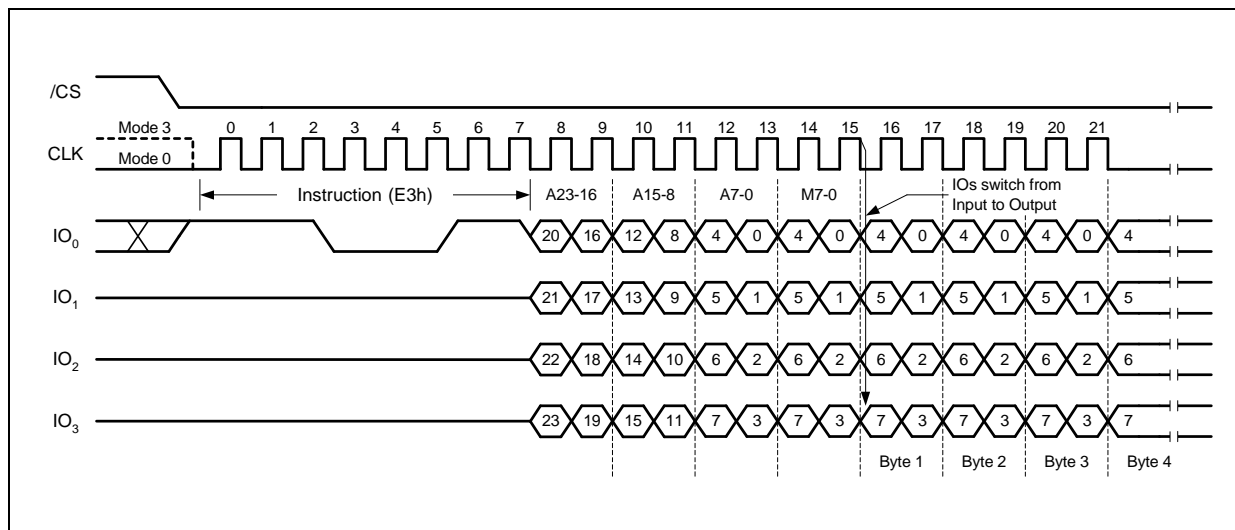 /CS
Mode 3 0 1 2 3 4 5 6 7 8 9 10 11 12 13 14 15 16 17 18 19 20 21
CLK
Mode 0
Instruction (E3h) A23-16 A15-8 A7-0 M7-0 IOs switch from
Input to Output
IO0 20 16 12 8 4 0 4 0 4 0 4 0 4 0 4
IO1 21 17 13 9 5 1 5 1 5 1 5 1 5 1 5
IO2 22 18 14 10 6 2 6 2 6 2 6 2 6 2 6
IO3 23 19 15 11 7 3 7 3 7 3 7 3 7 3 7
Byte 1 Byte 2 Byte 3 Byte 4